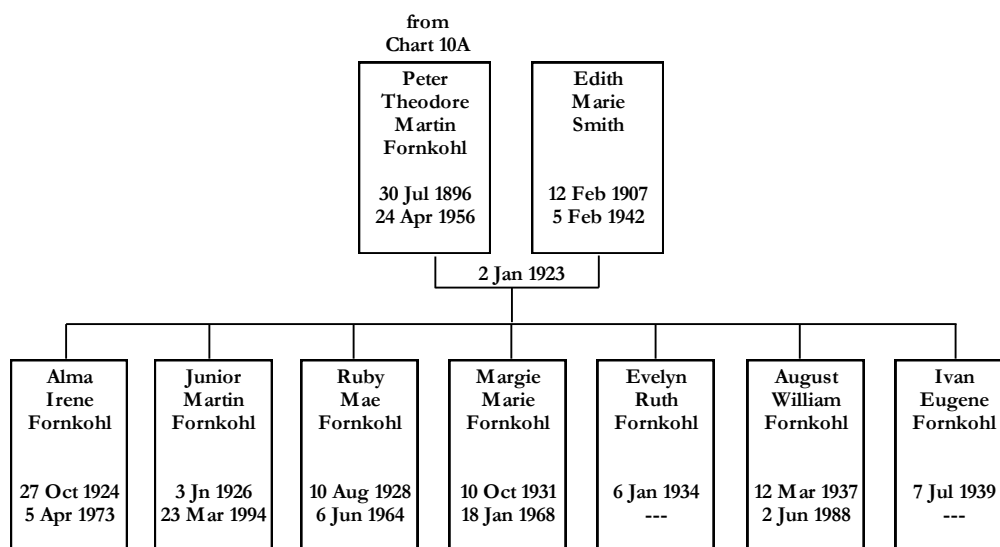 from
Chart 10A
Peter
Theodore
Martin
Fornkohl
30 Jul 1896
24 Apr 1956
Edith
Marie
Smith
12 Feb 1907
5 Feb 1942
2 Jan 1923
Alma
Irene
Fornkohl
27 Oct 1924
5 Apr 1973
Junior
Martin
Fornkohl
3 Jn 1926
23 Mar 1994
Ruby
Mae
Fornkohl
10 Aug 1928
6 Jun 1964
Margie
Marie
Fornkohl
10 Oct 1931
18 Jan 1968
Evelyn
Ruth
Fornkohl
6 Jan 1934
---
August
William
Fornkohl
12 Mar 1937
2 Jun 1988
Ivan
Eugene
Fornkohl
7 Jul 1939
---